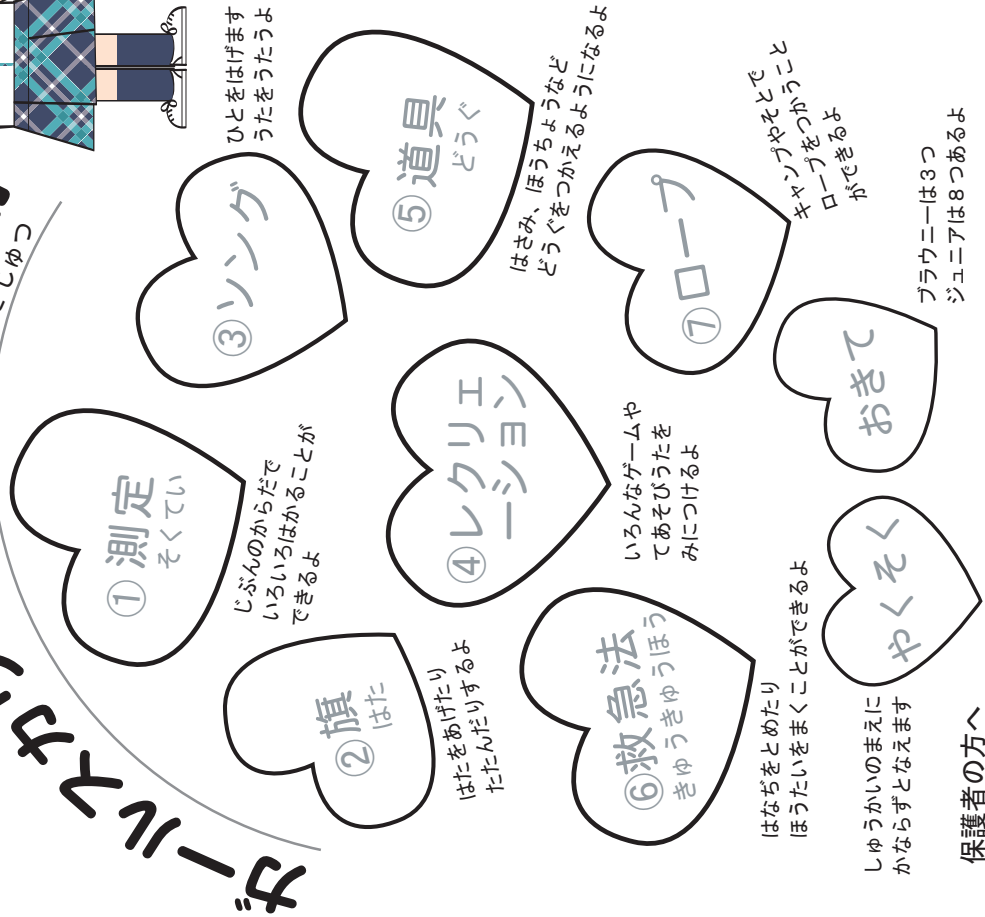 ガールスカ
しゅつ
①測定
そくてい
じぶんのからだで
いろいろはかることが
できるよ
②旗
はた
はたをあげたり
たたんだりするよ
③ソング
ひとをはげます
うたをうたうよ
④レクリエ
ーション
いろんなゲームや
てあそびうたを
みにつけるよ
⑤道具
どうぐ
はさみ、ほうちょうなど
どうぐをつかえるようになるよ
⑥救急法
きゅうきゅうほう
はなぢをとめたり
ほうたいをまくことができるよ
⑦ロープ
キャンプやそとで
ロープをつかうこと
ができるよ
やくそく
おきて
しゅうかいのまえに
かならずとなえます
ブラウニーは3つ
ジュニアは8つあるよ
保護者の方へ